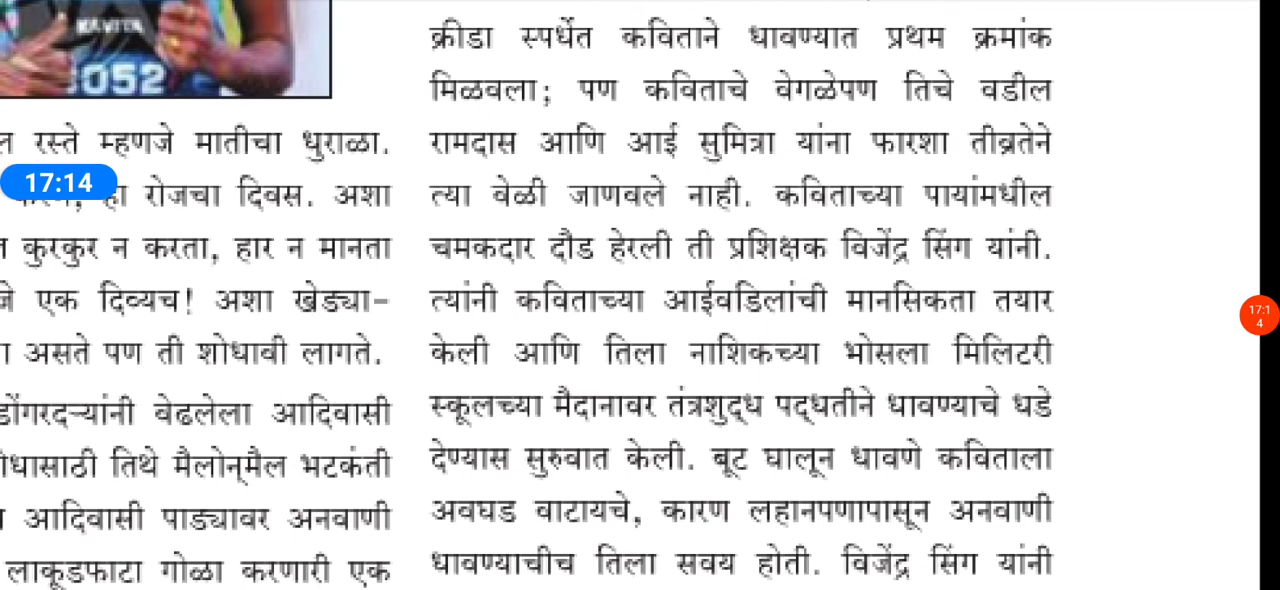 KAVITA
052
ल रस्ते म्हणजे मातीचा धुराळा.
17:14
हा रोजचा दिवस. अशा
कुरकुर न करता, हार न मानता
जे एक दिव्यच! अशा खेड्या-
असते पण ती शोधावी लागते.
डोंगरदऱ्यांनी वेढलेला आदिवासी
तिथे मैलोन्‌मैल भटकंती
आदिवासी पाड्यावर अनवाणी
लाकूडफाटा गोळा करणारी एक
क्रीडा स्पर्धेत कविताने धावण्यात प्रथम क्रमांक
मिळवला; पण कविताचे वेगळेपण तिचे वडील
रामदास आणि आई सुमित्रा यांना फारशा तीव्रतेने
त्या वेळी जाणवले नाही. कविताच्या पायांमधील
चमकदार दौड हेरली ती प्रशिक्षक विजेंद्र सिंग यांनी.
त्यांनी कविताच्या आईवडिलांची मानसिकता तयार
केली आणि तिला नाशिकच्या भोसला मिलिटरी
स्कूलच्या मैदानावर तंत्रशुद्ध पद्धतीने धावण्याचे धडे
देण्यास सुरुवात केली. बूट घालून धावणे कविताला
अवघड वाटायचे, कारण लहानपणापासून अनवाणी
धावण्याचीच तिला सवय होती. विजेंद्र सिंग यांनी
17:1
4